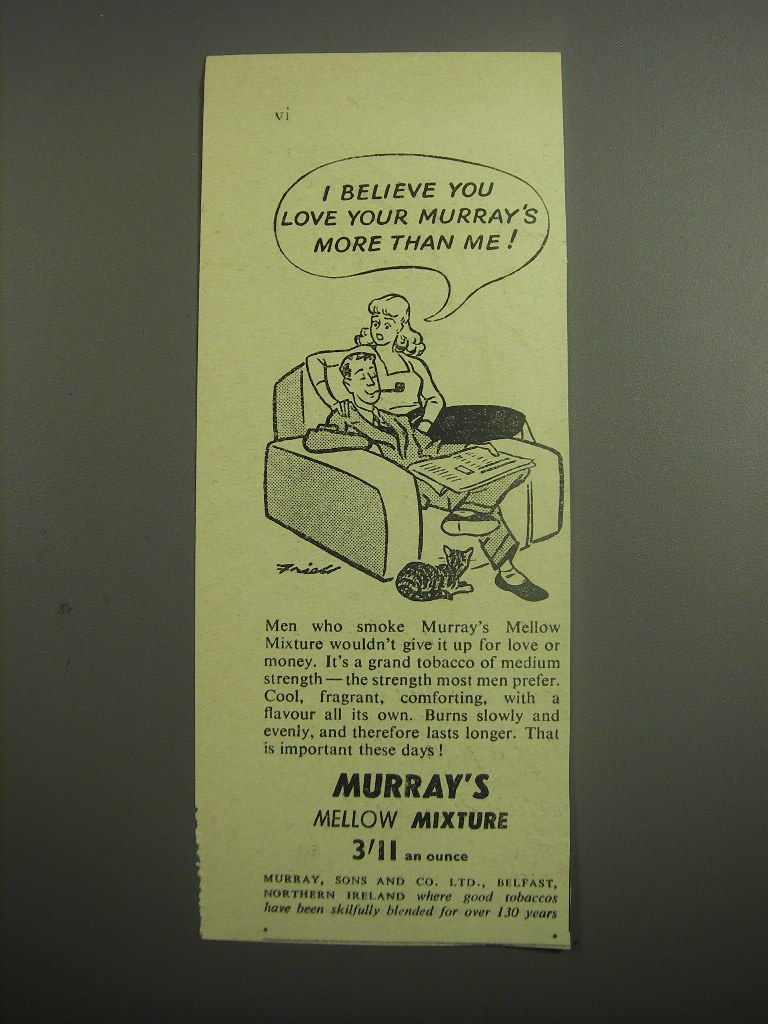 vi
I BELIEVE YOU
LOVE YOUR MURRAY'S
MORE THAN ME!
Friell
Men who smoke Murray's Mellow
Mixture wouldn't give it up for love or
money. It's a grand tobacco of medium
strength—the strength most men prefer.
Cool, fragrant, comforting, with a
flavour all its own. Burns slowly and
evenly, and therefore lasts longer. That
is important these days!
MURRAY'S
MELLOW MIXTURE
3/11 an ounce
MURRAY, SONS AND CO. LTD., BELFAST,
NORTHERN IRELAND where good tobaccos
have been skilfully blended for over 130 years